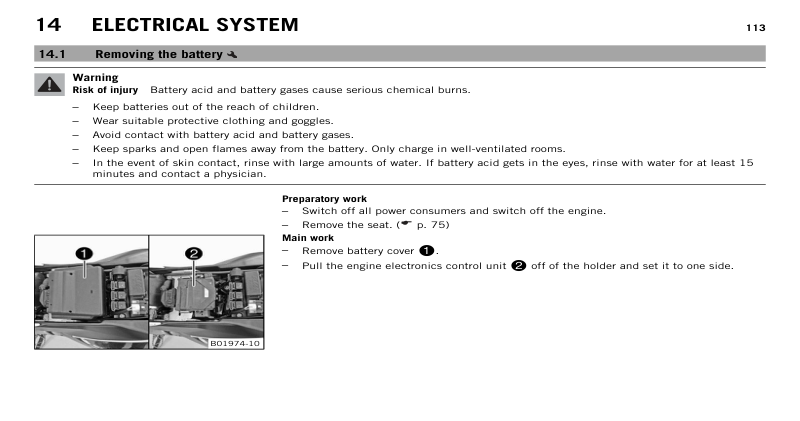 14 ELECTRICAL SYSTEM 113
14.1 Removing the battery
Warning
Risk of injury Battery acid and battery gases cause serious chemical burns.
– Keep batteries out of the reach of children.
– Wear suitable protective clothing and goggles.
– Avoid contact with battery acid and battery gases.
– Keep sparks and open flames away from the battery. Only charge in well-ventilated rooms.
– In the event of skin contact, rinse with large amounts of water. If battery acid gets in the eyes, rinse with water for at least 15
minutes and contact a physician.
Preparatory work
– Switch off all power consumers and switch off the engine.
– Remove the seat. (☛ p. 75)
Main work
– Remove battery cover ❶.
– Pull the engine electronics control unit ❷ off of the holder and set it to one side.
❶ ❷
B01974-10